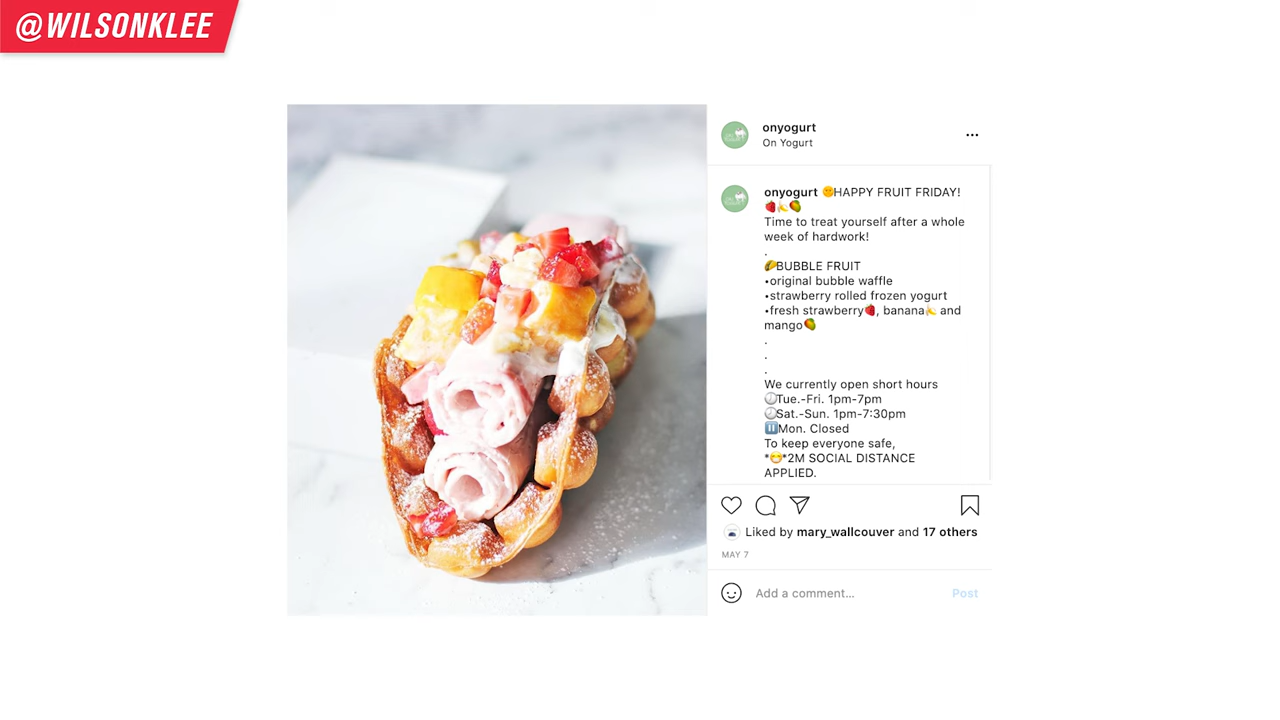 @WILSONKLEE
onyogurt
On Yogurt
onyogurt 🌞HAPPY FRUIT FRIDAY!
🍓🍌🥭
Time to treat yourself after a whole
week of hardwork!
.
🌮BUBBLE FRUIT
•original bubble waffle
•strawberry rolled frozen yogurt
•fresh strawberry🍓, banana🍌 and
mango🥭
.
.
.
We currently open short hours
🕐Tue.-Fri. 1pm-7pm
🕐Sat.-Sun. 1pm-7:30pm
⏸Mon. Closed
To keep everyone safe,
*😷*2M SOCIAL DISTANCE
APPLIED.
Liked by mary_wallcouver and 17 others
MAY 7
Add a comment...
Post